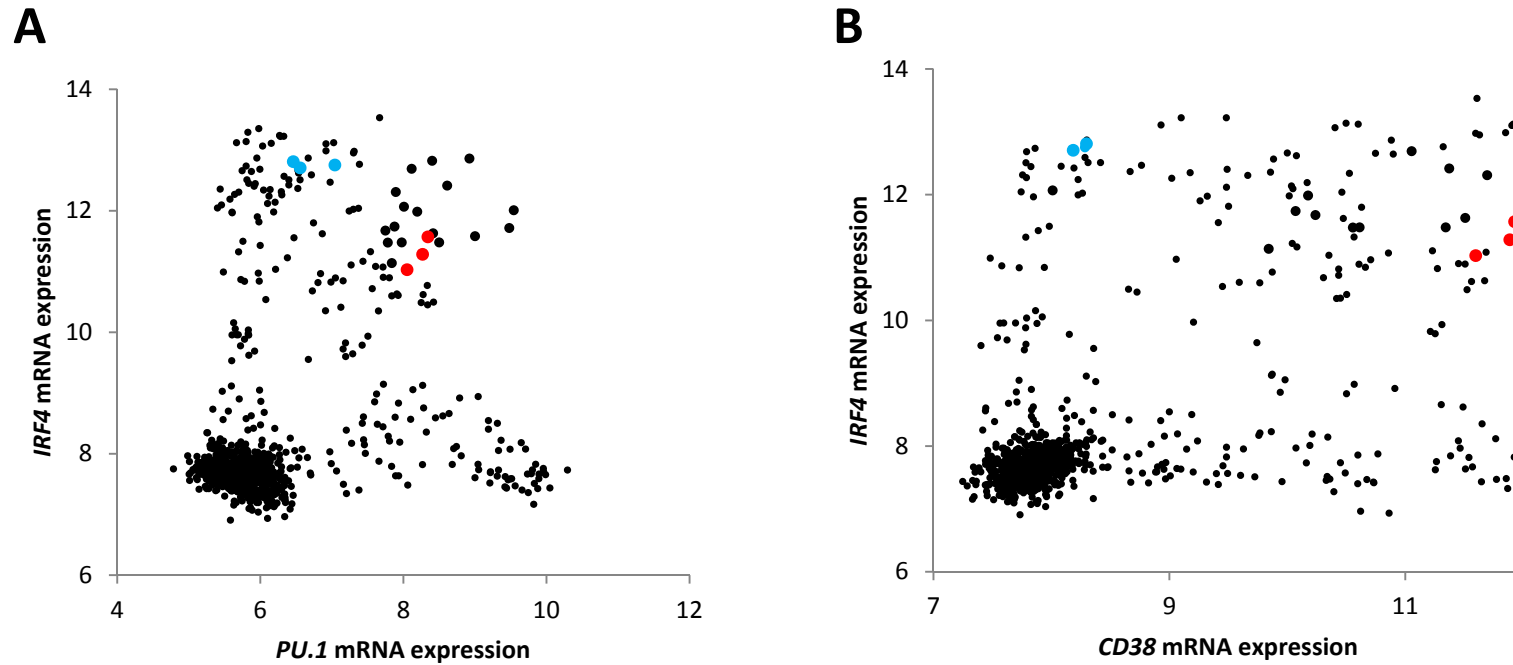 A
14
12
10
8
6
4 6 8 10 12
IRF4 mRNA expression
PU.1 mRNA expression
B
14
12
10
8
6
7 9 11
IRF4 mRNA expression
CD38 mRNA expression